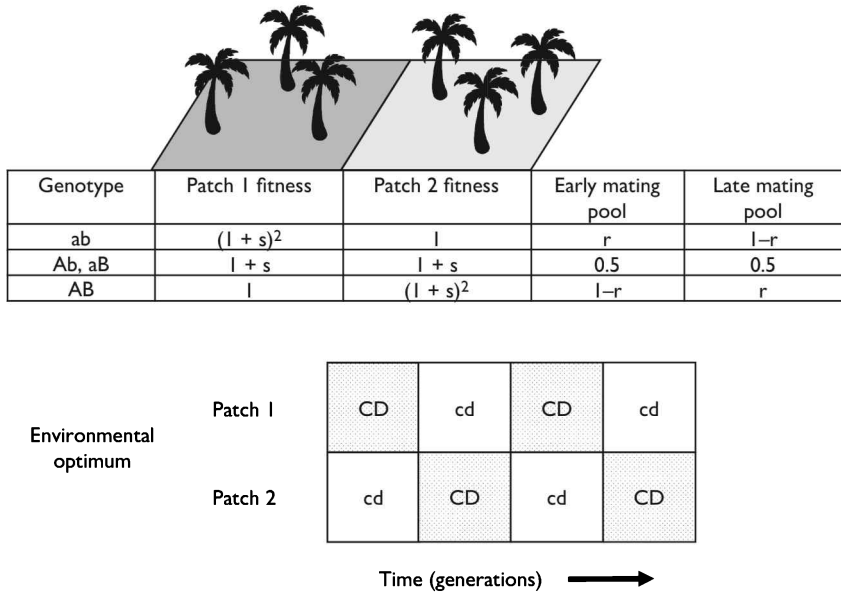 Genotype Patch 1 fitness Patch 2 fitness Early mating pool Late mating pool
ab (1 + s)² 1 r 1–r
Ab, aB 1 + s 1 + s 0.5 0.5
AB 1 (1 + s)² 1–r r
Patch 1 CD cd CD cd
Environmental optimum
Patch 2 cd CD cd CD
Time (generations)